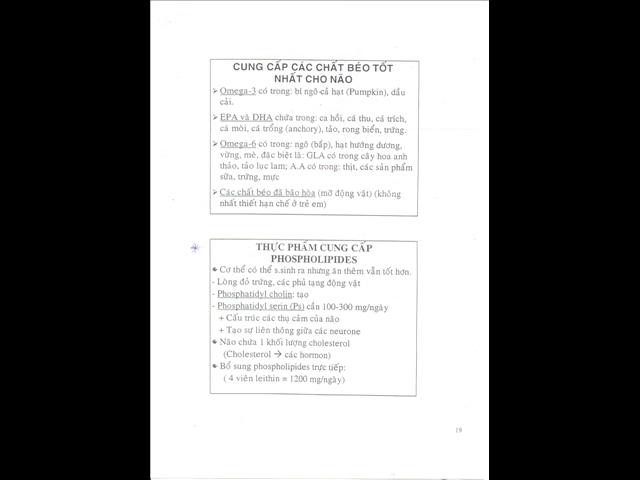 CUNG CẤP CÁC CHẤT BÉO TỐT
NHẤT CHO NÃO
➢ Omega-3 có trong: bí ngô cả hạt (Pumpkin), dầu
cải.
➢ EPA và DHA chứa trong: ca hồi, cá thu, cá trích,
cá mòi, cá trổng (anchory), tảo, rong biển, trứng.
➢ Omega-6 có trong: ngô (bắp), hạt hướng dương,
vừng, mè, đặc biệt là: GLA có trong cây hoa anh
thảo, tảo lục lam; A.A có trong: thịt, các sản phẩm
sữa, trứng, mực
➢ Các chất béo đã bão hòa (mỡ động vật) (không
nhất thiết hạn chế ở trẻ em)
THỰC PHẨM CUNG CẤP
PHOSPHOLIPIDES
Cơ thể có thể s.sinh ra nhưng ăn thêm vẫn tốt hơn.
- Lòng đỏ trứng, các phủ tạng động vật
- Phosphatidyl cholin: tạo
- Phosphatidyl serin (Ps) cần 100-300 mg/ngày
+ Cấu trúc các thụ cảm của não
+ Tạo sự liên thông giữa các neurone
Não chứa 1 khối lượng cholesterol
(Cholesterol → các hormon)
Bổ sung phospholipides trực tiếp:
( 4 viên leithin = 1200 mg/ngày)
19